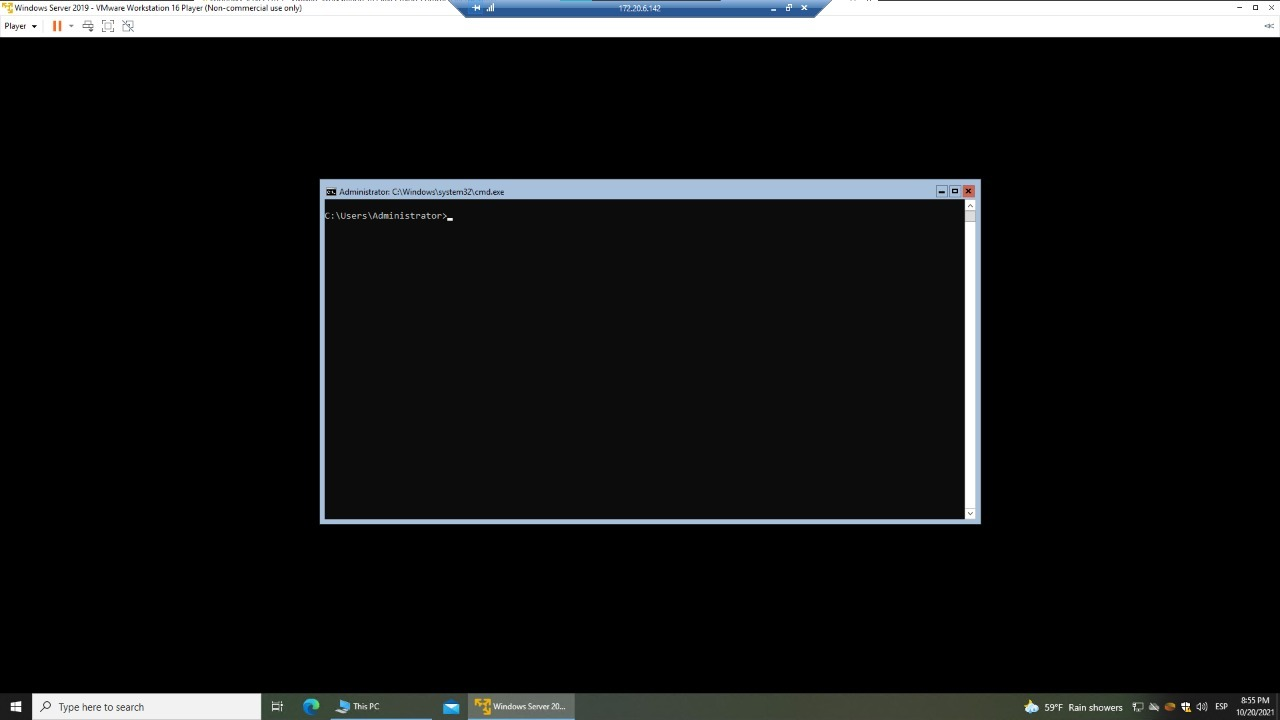 Windows Server 2019 - VMware Workstation 16 Player (Non-commercial use only)
172.20.6.142
Player
Administrator: C:\Windows\system32\cmd.exe
C:\Users\Administrator>
Type here to search
This PC
Windows Server 20...
59°F Rain showers
ESP
8:55 PM
10/20/2021